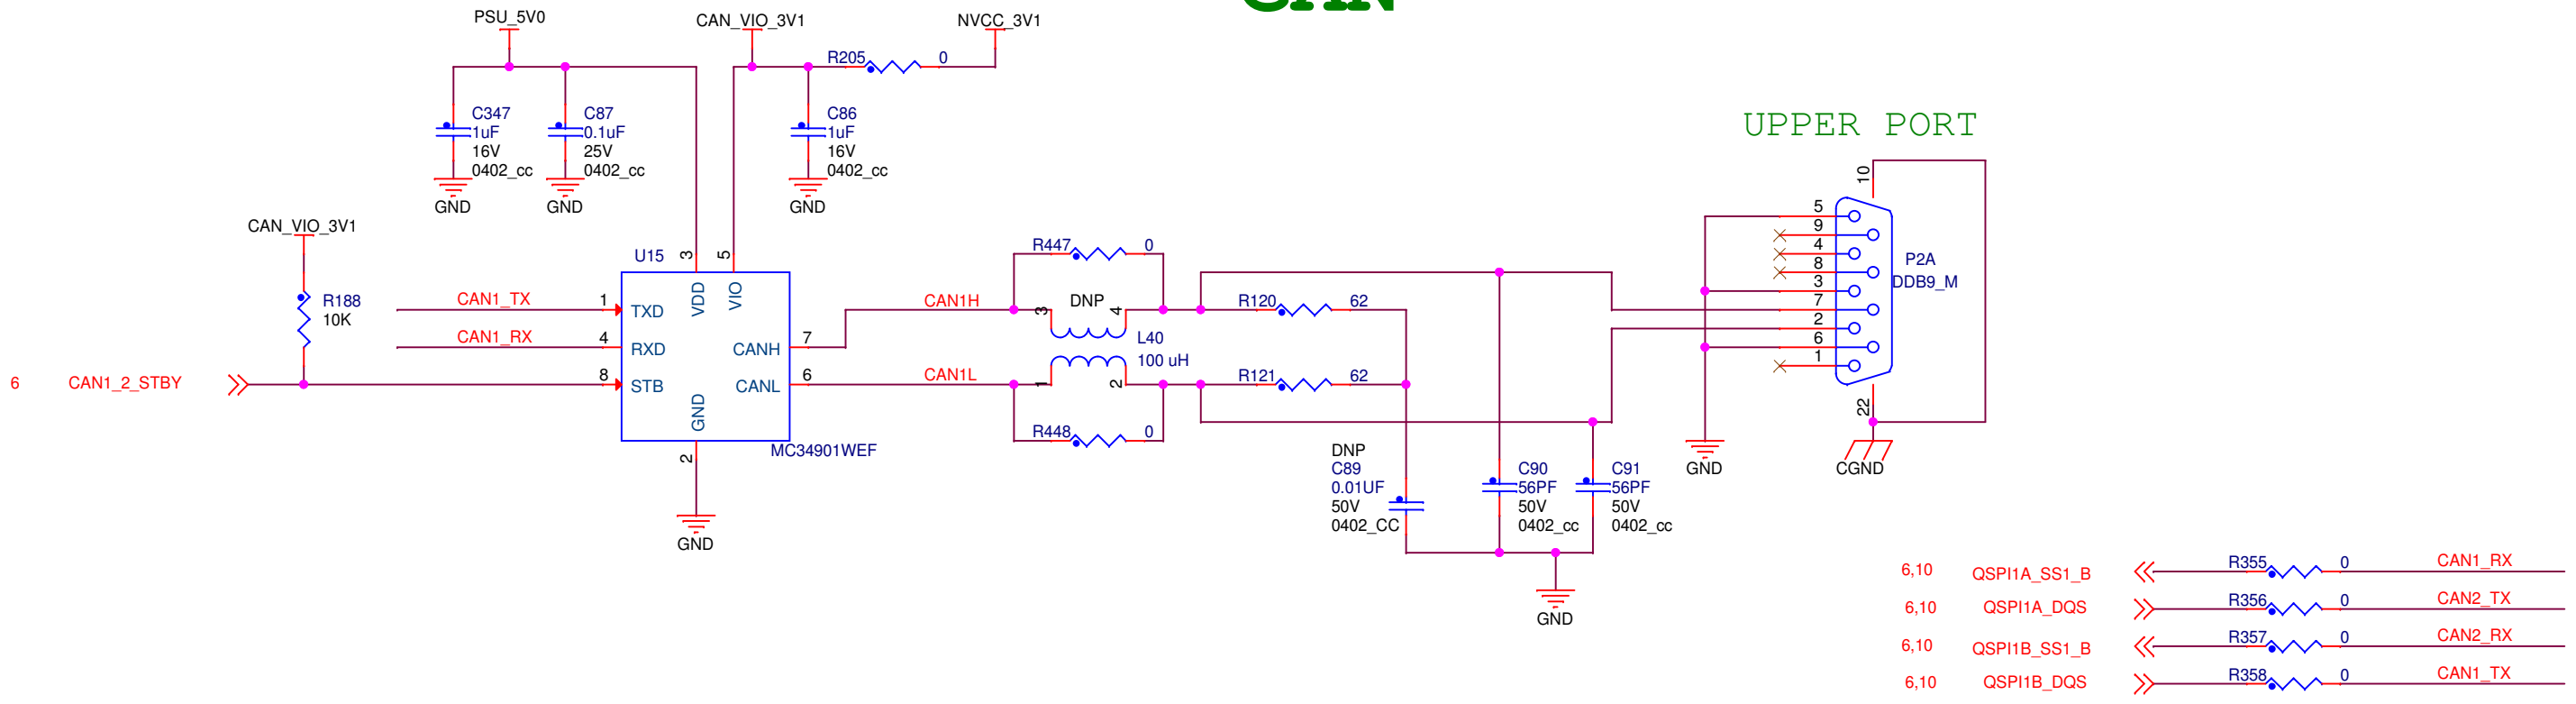 CAN
PSU_5V0
CAN_VIO_3V1
NVCC_3V1
R205
0
C347
1uF
16V
0402_cc
GND
C87
0.1uF
25V
0402_cc
GND
C86
1uF
16V
0402_cc
GND
UPPER PORT
CAN_VIO_3V1
R188
10K
6
CAN1_2_STBY
CAN1_TX
CAN1_RX
U15
1
4
8
3
5
7
6
2
TXD
RXD
STB
VDD
VIO
CANH
CANL
GND
MC34901WEF
GND
CAN1H
CAN1L
R447
0
DNP
3
4
L40
100 uH
1
2
R448
0
R120
62
R121
62
DNP
C89
0.01UF
50V
0402_CC
C90
56PF
50V
0402_cc
C91
56PF
50V
0402_cc
GND
10
5
9
4
8
3
7
2
6
1
22
P2A
DDB9_M
GND
CGND
6,10
QSPI1A_SS1_B
R355
0
CAN1_RX
6,10
QSPI1A_DQS
R356
0
CAN2_TX
6,10
QSPI1B_SS1_B
R357
0
CAN2_RX
6,10
QSPI1B_DQS
R358
0
CAN1_TX